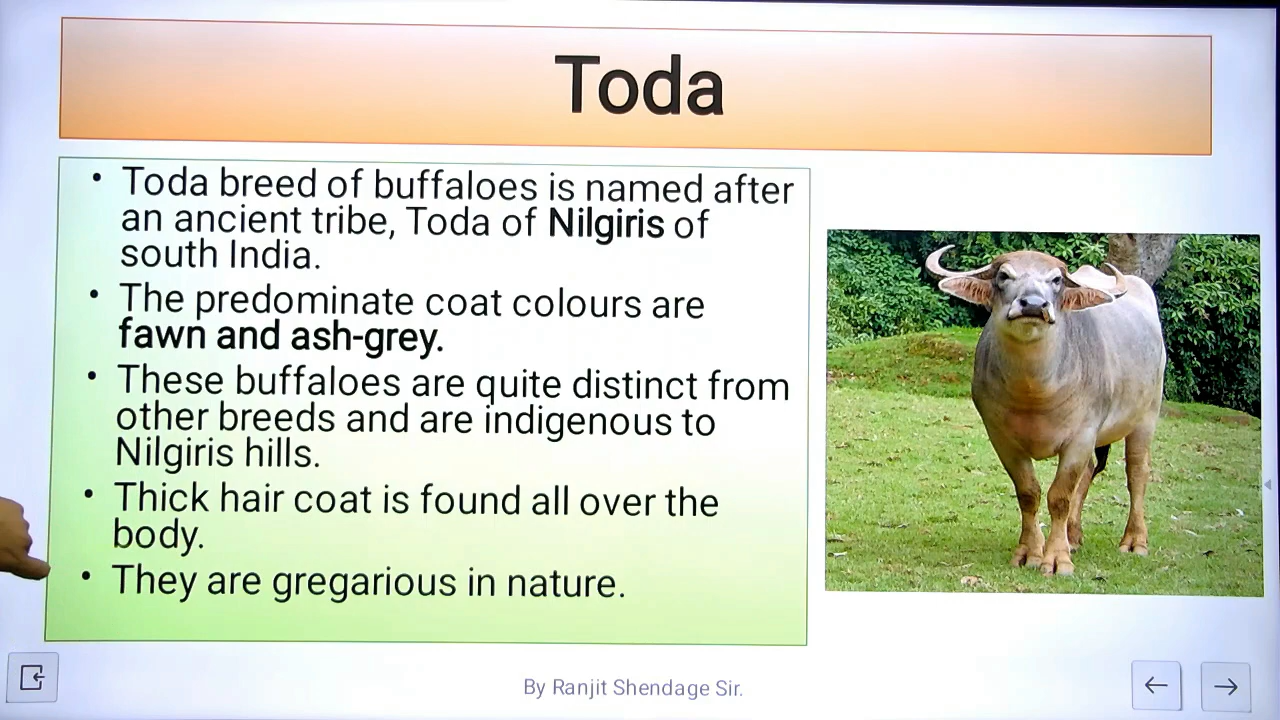 Toda
• Toda breed of buffaloes is named after
an ancient tribe, Toda of Nilgiris of
south India.
• The predominate coat colours are
fawn and ash-grey.
• These buffaloes are quite distinct from
other breeds and are indigenous to
Nilgiris hills.
• Thick hair coat is found all over the
body.
• They are gregarious in nature.
By Ranjit Shendage Sir.